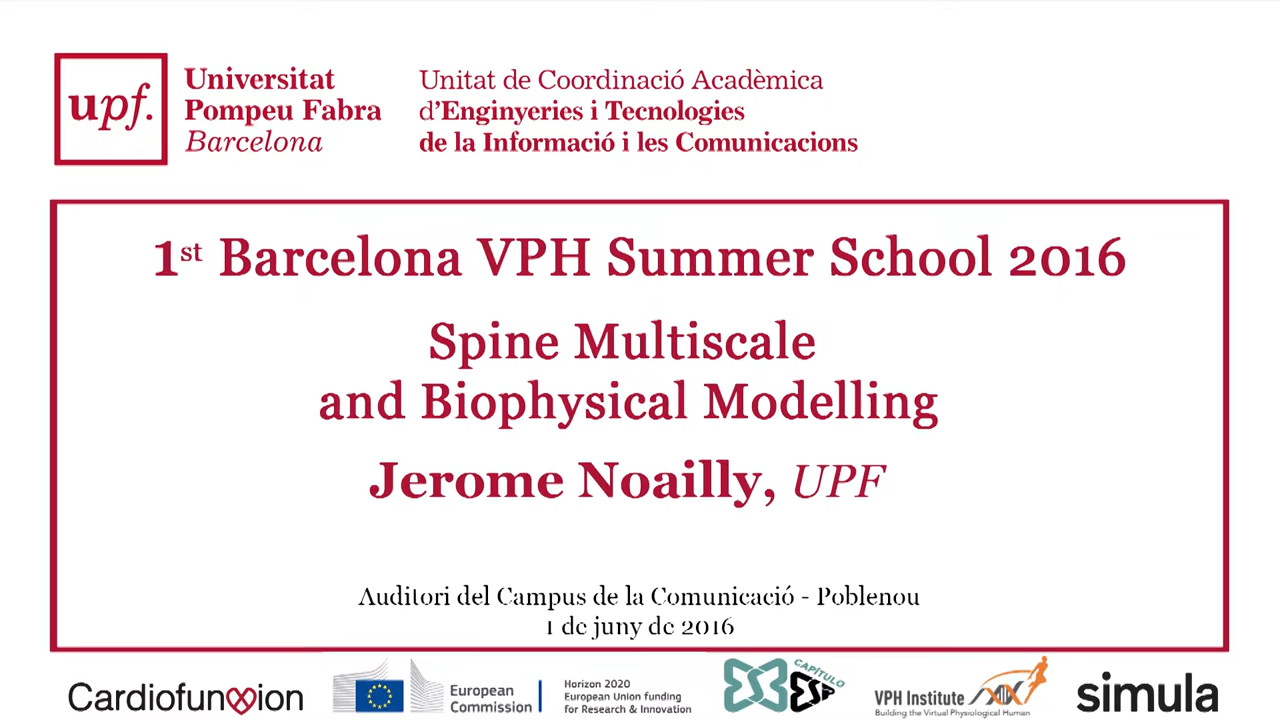 upf.
Universitat
Pompeu Fabra
Barcelona
Unitat de Coordinació Acadèmica
d'Enginyeries i Tecnologies
de la Informació i les Comunicacions
1st Barcelona VPH Summer School 2016
Spine Multiscale
and Biophysical Modelling
Jerome Noailly, UPF
Auditori del Campus de la Comunicació - Poblenou
1 de juny de 2016
Cardiofunxion
European
Commission
Horizon 2020
European Union funding
for Research & Innovation
CAPÍTULO
ESP
VPH Institute
Building the Virtual Physiological Human
simula